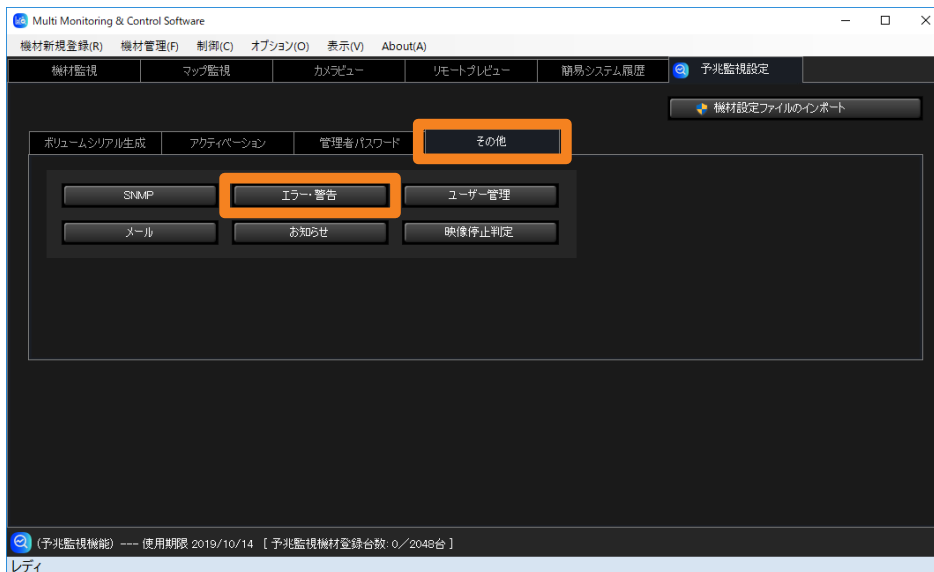 Multi Monitoring & Control Software
機材新規登録(R) 機材管理(F) 制御(C) オプション(O) 表示(V) About(A)
機材監視 マップ監視 カメラビュー リモートプレビュー 簡易システム履歴 予兆監視設定
機材設定ファイルのインポート
ボリュームシリアル生成 アクティベーション 管理者パスワード その他
SNMP エラー・警告 ユーザー管理
メール お知らせ 映像停止判定
(予兆監視機能) --- 使用期限 2019/10/14 [ 予兆監視機材登録台数: 0/2048台 ]
レディ